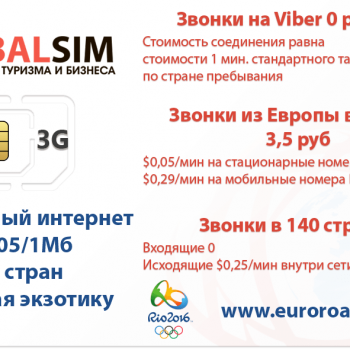 BALSIM
ТУРИЗМА И БИЗНЕСА
3G
ый интернет
05/1Мб
стран
ая экзотику
Звонки на Viber 0 р
Стоимость соединения равна
стоимости 1 мин. стандартного та
по стране пребывания
Звонки из Европы в
3,5 руб
$0,05/мин на стационарные номе
$0,29/мин на мобильные номера
Звонки в 140 стр
Входящие 0
Исходящие $0,25/мин внутри сети
Rio2016
www.euroroa